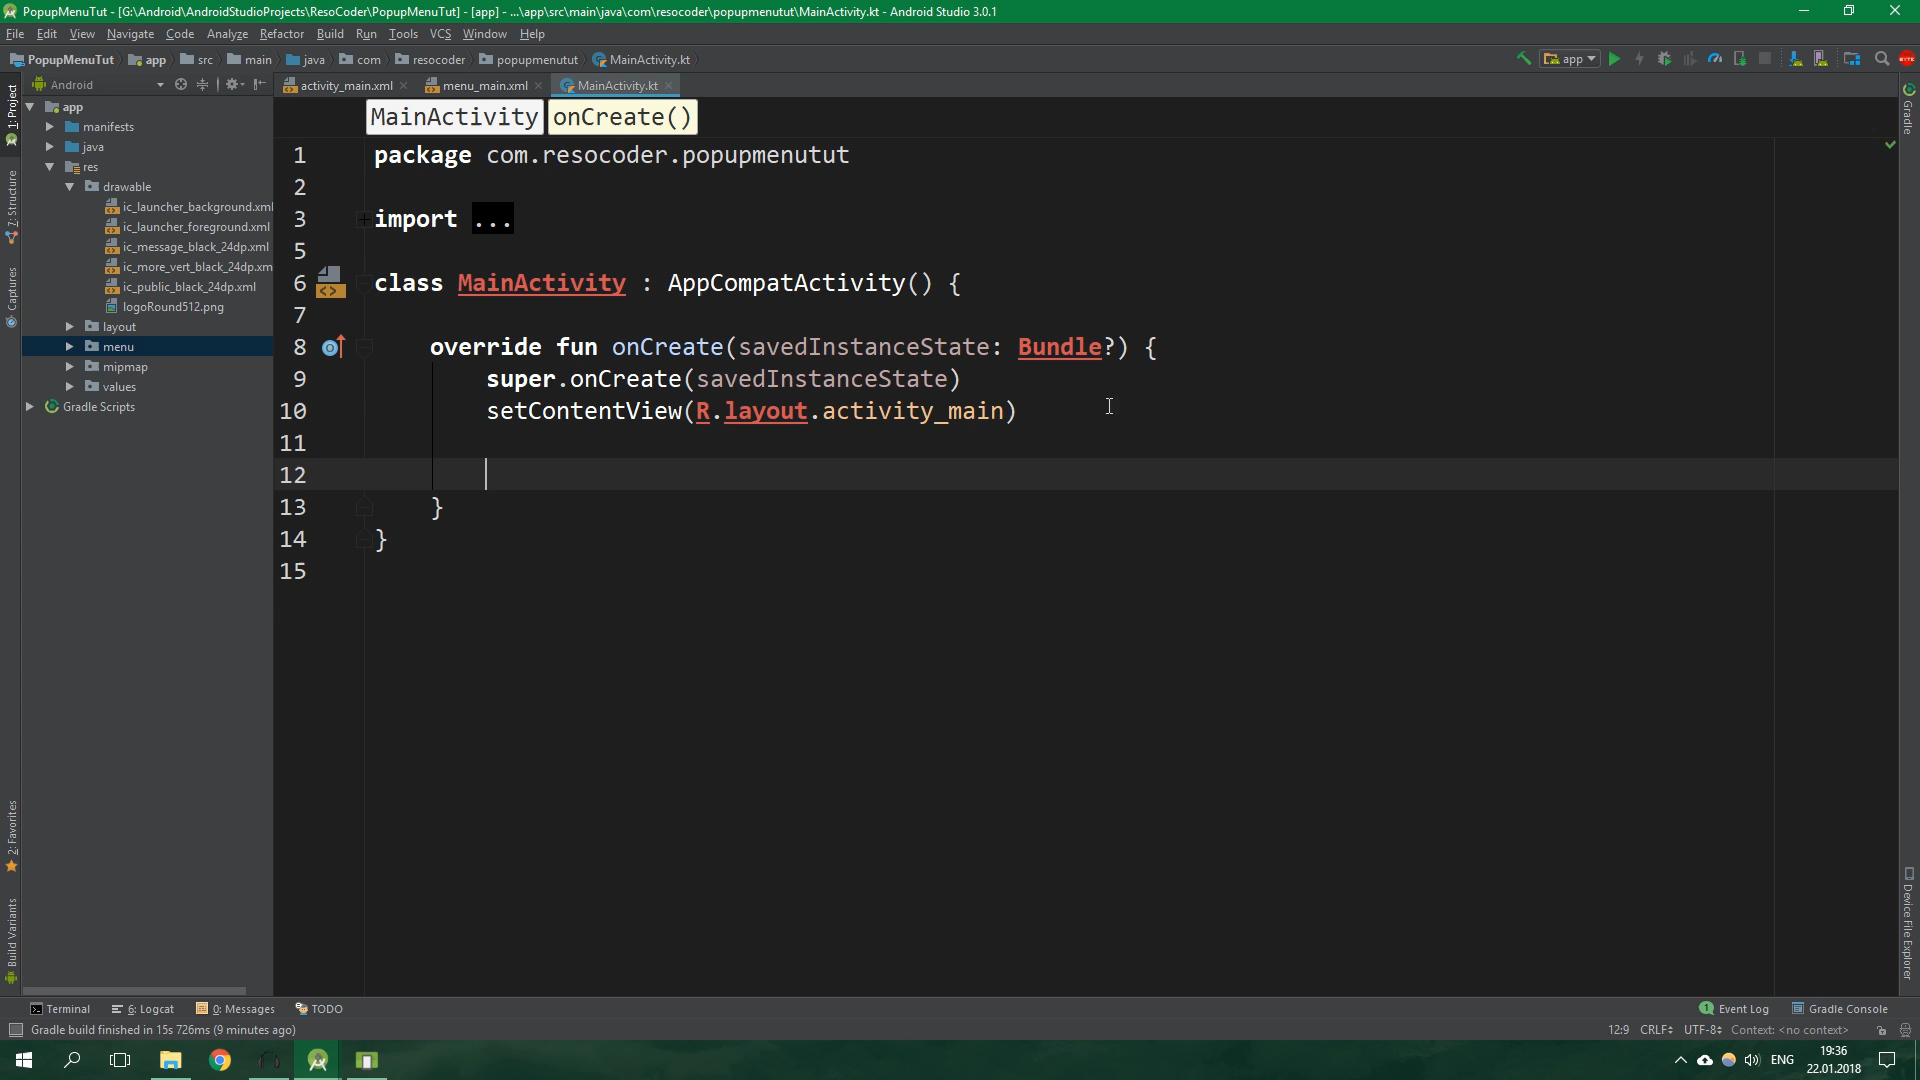 PopupMenuTut - [G:\Android\AndroidStudioProjects\ResoCoder\PopupMenuTut] - [app] - ...\app\src\main\java\com\resocoder\popupmenutut\MainActivity.kt - Android Studio 3.0.1
File Edit View Navigate Code Analyze Refactor Build Run Tools VCS Window Help
PopupMenuTut app src main java com resocoder popupmenutut MainActivity.kt
app
Android
activity_main.xml menu_main.xml MainActivity.kt
MainActivity onCreate()
1: Project
7: Structure
Captures
2: Favorites
Build Variants
Gradle
Device File Explorer
app
manifests
java
res
drawable
ic_launcher_background.xml
ic_launcher_foreground.xml
ic_message_black_24dp.xml
ic_more_vert_black_24dp.xm
ic_public_black_24dp.xml
logoRound512.png
layout
menu
mipmap
values
Gradle Scripts
1 package com.resocoder.popupmenutut
2
3 import ...
5
6 class MainActivity : AppCompatActivity() {
7
8 override fun onCreate(savedInstanceState: Bundle?) {
9 super.onCreate(savedInstanceState)
10 setContentView(R.layout.activity_main)
11
12
13 }
14 }
15
Terminal 6: Logcat 0: Messages TODO
1 Event Log Gradle Console
Gradle build finished in 15s 726ms (9 minutes ago)
12:9 CRLF UTF-8 Context: <no context>
ENG
19:36
22.01.2018